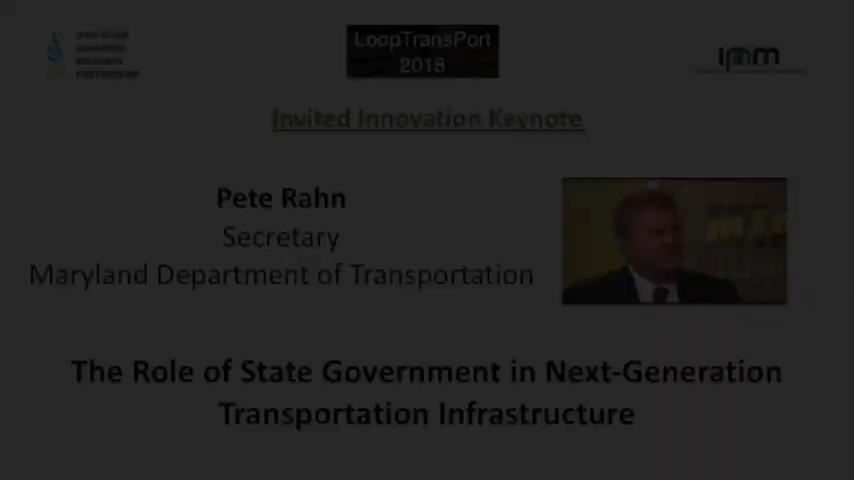 LoopTransPort
2018
Invited Innovation Keynote
Pete Rahn
Secretary
Maryland Department of Transportation
The Role of State Government in Next-Generation
Transportation Infrastructure